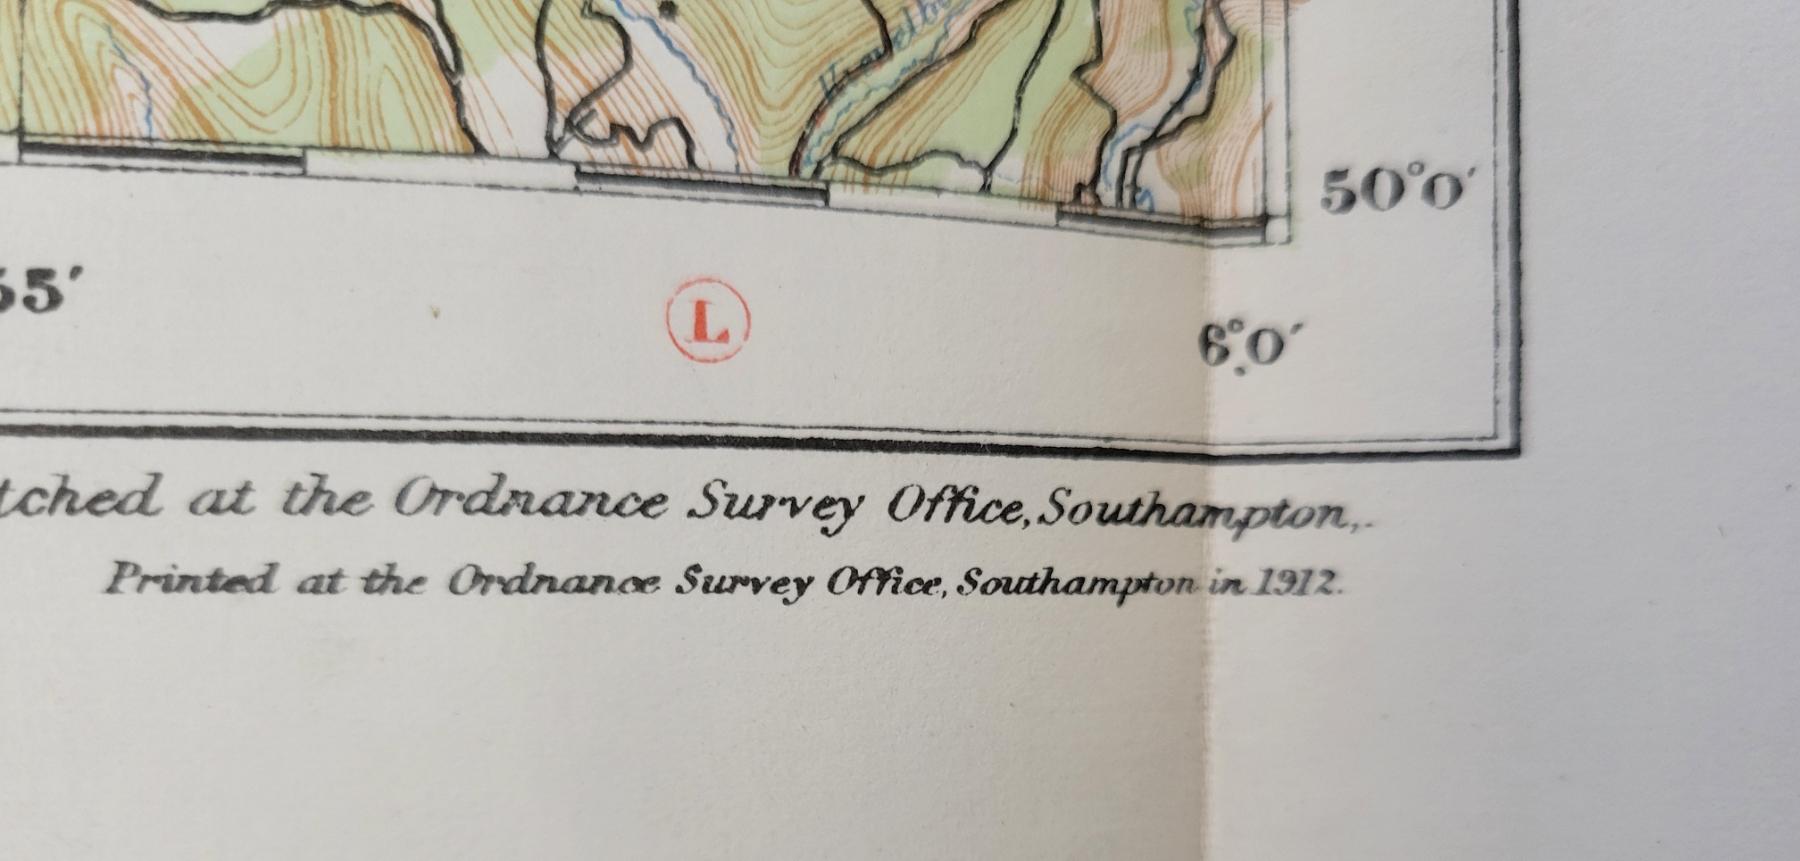 50°0′
55′
L
6°0′
tched at the Ordnance Survey Office, Southampton,.
Printed at the Ordnance Survey Office, Southampton in 1912.